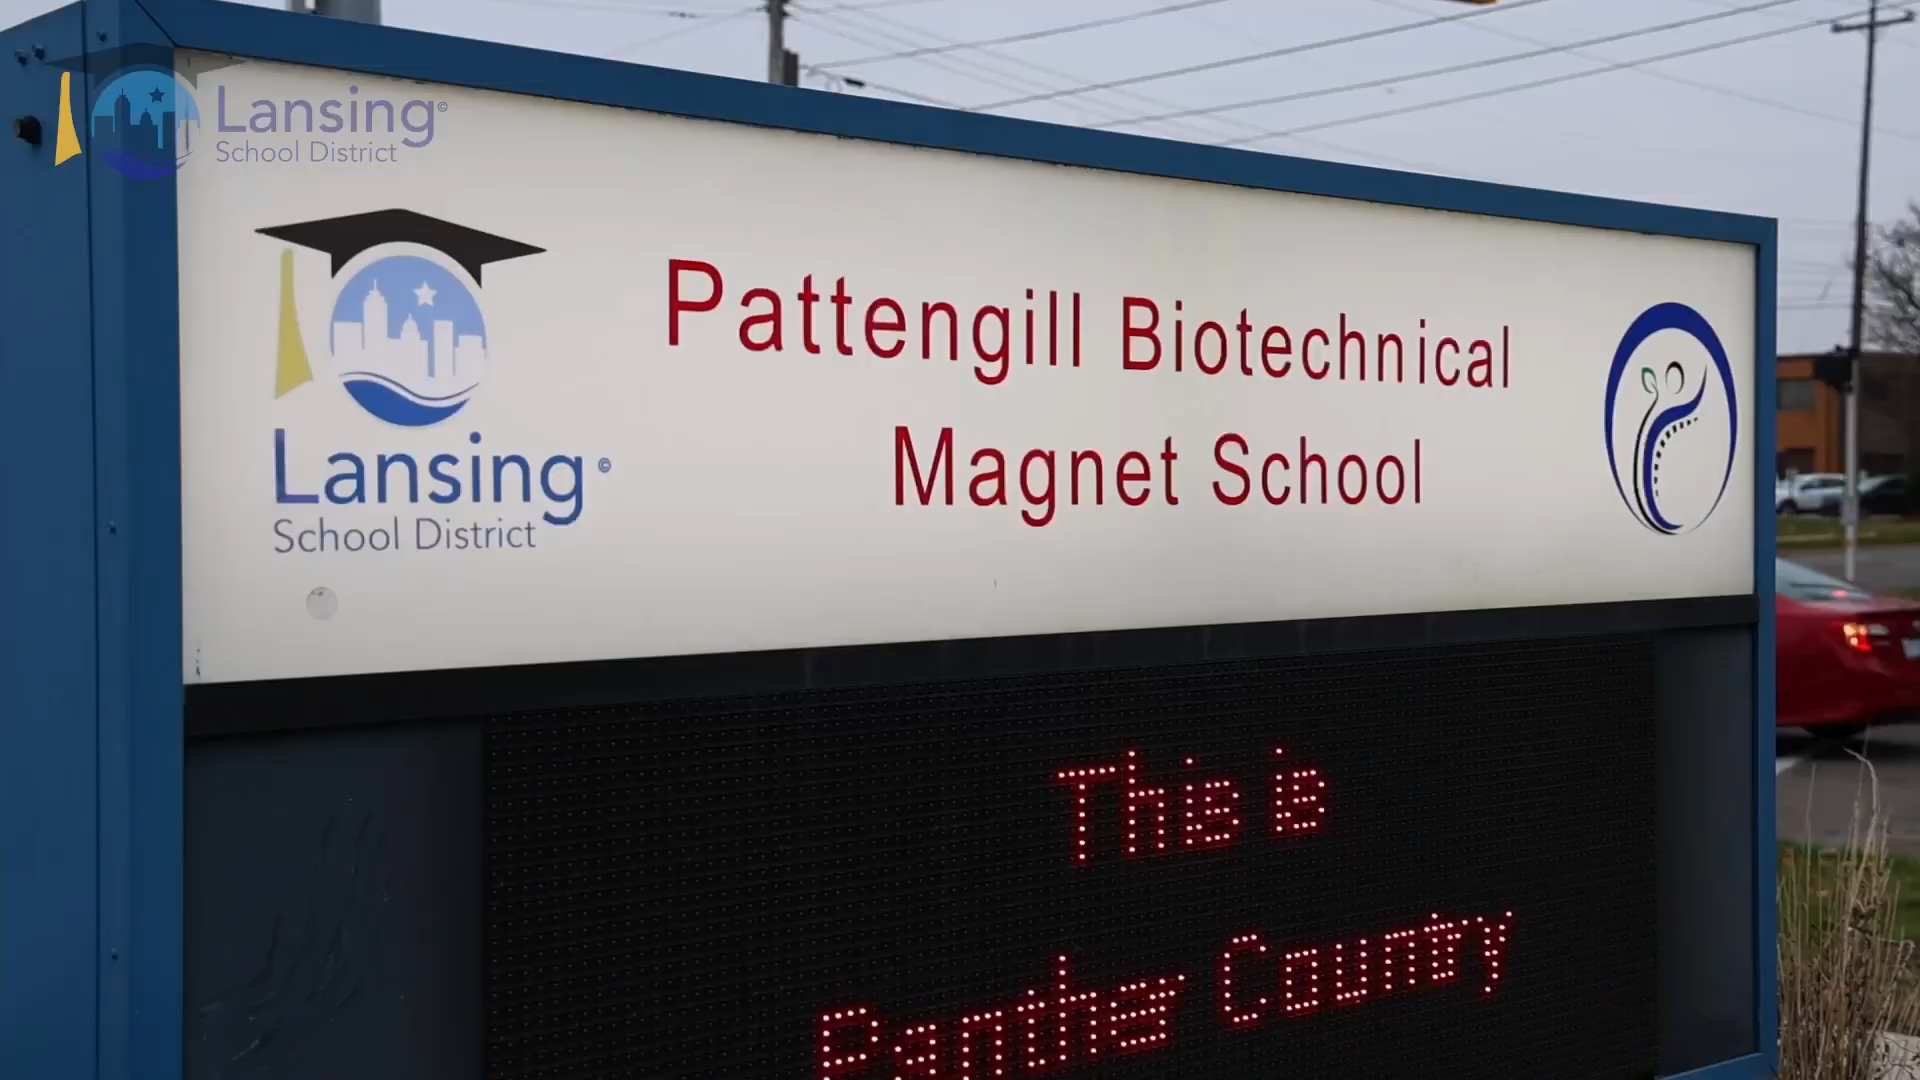 Lansing©
School District
Lansing©
School District
Pattengill Biotechnical
Magnet School
This is
Panther Country